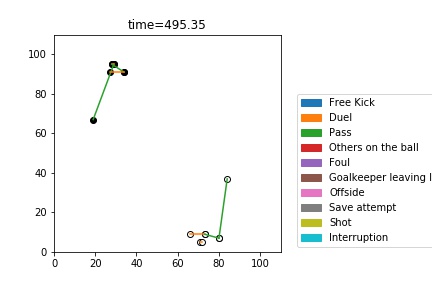 time=495.35
100
80
60
40
20
0
0 20 40 60 80 100
Free Kick
Duel
Pass
Others on the ball
Foul
Goalkeeper leaving l
Offside
Save attempt
Shot
Interruption